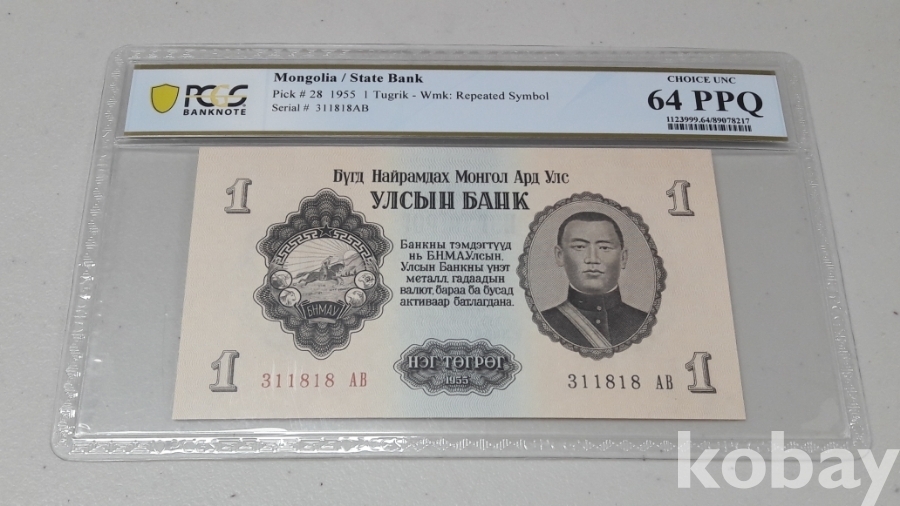 PCGS
BANKNOTE
Mongolia / State Bank
Pick # 28 1955 1 Tugrik - Wmk: Repeated Symbol
Serial # 311818AB
CHOICE UNC
64 PPQ
1123999.64/89078217
1
Бүгд Найрамдах Монгол Ард Улс
1
УЛСЫН БАНК
Банкны тэмдэгтүүд
нь Б.Н.М.А.Улсын,
Улсын Банкны үнэт
металл, гадаадын
валют, бараа ба бусад
активаар батлагдана.
БНМАУ
1
НЭГ ТӨГРӨГ
1955
1
311818 АВ
311818 АВ
kobay